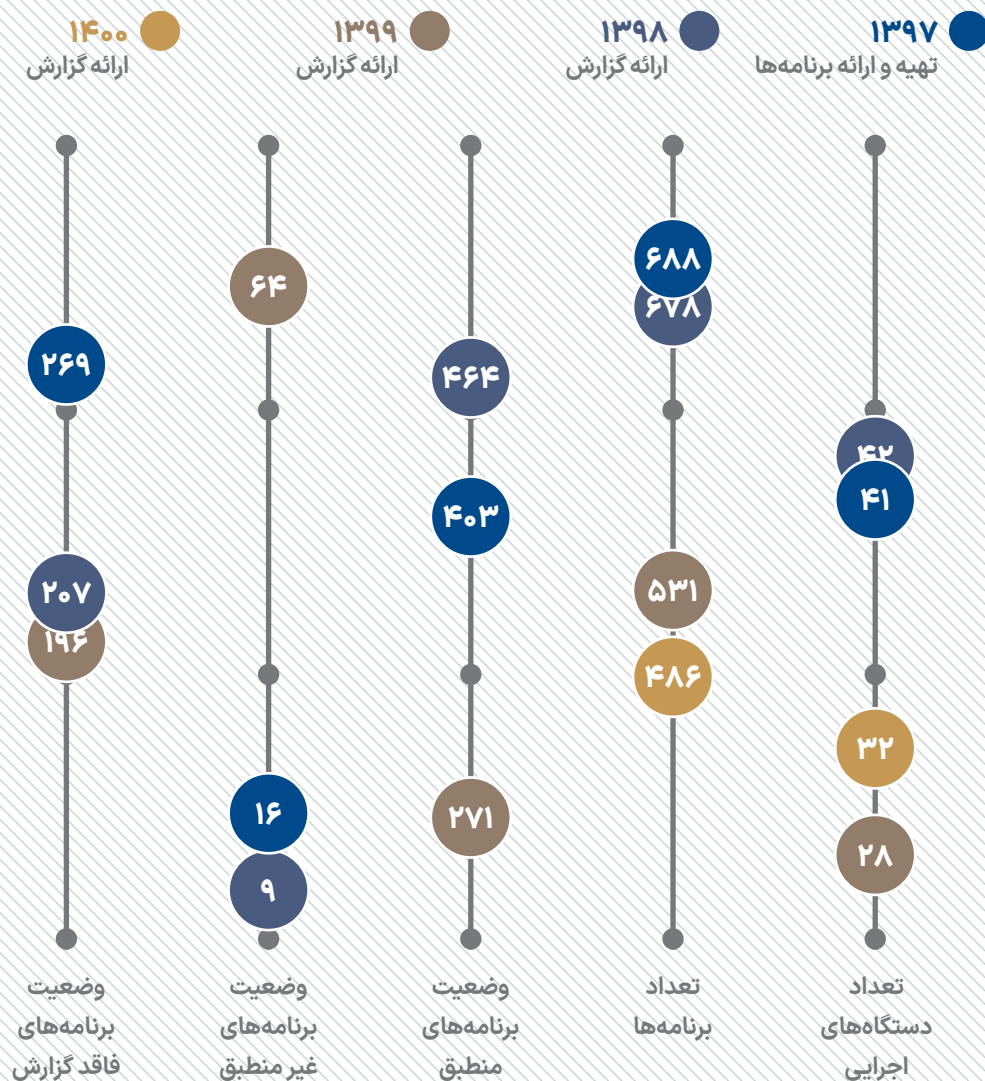 ۱۳۹۷
تهیه و ارائه برنامه‌ها
۱۳۹۸
ارائه گزارش
۱۳۹۹
ارائه گزارش
۱۴۰۰
ارائه گزارش
۴۲
۴۱
۳۲
۲۸
تعداد
دستگاه‌های
اجرایی
۶۸۸
۶۷۸
۵۳۱
۴۸۶
تعداد
برنامه‌ها
۴۶۴
۴۰۳
۲۷۱
وضعیت
برنامه‌های
منطبق
۶۴
۱۶
۹
وضعیت
برنامه‌های
غیر منطبق
۲۶۹
۲۰۷
۱۹۶
وضعیت
برنامه‌های
فاقد گزارش